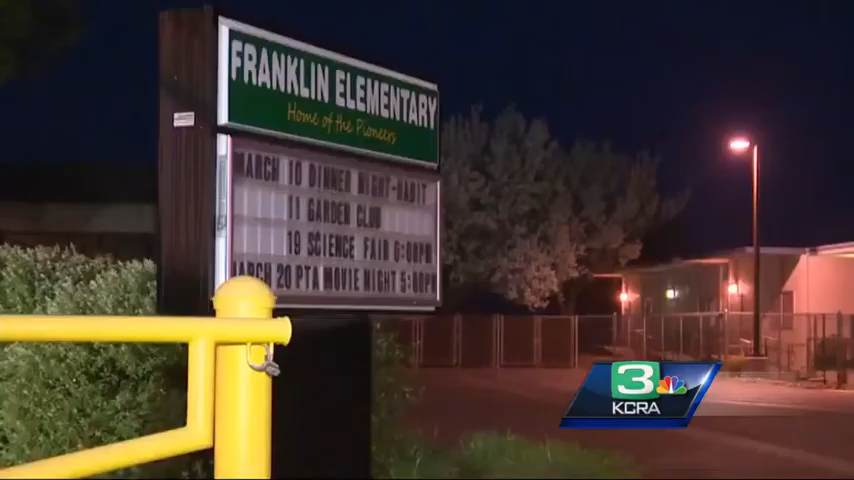 FRANKLIN ELEMENTARY
Home of the Pioneers
MARCH 10 DINNER NIGHT-HABIT
11 GARDEN CLUB
19 SCIENCE FAIR 6:00PM
MARCH 20 PTA MOVIE NIGHT 5:30PM
3
KCRA